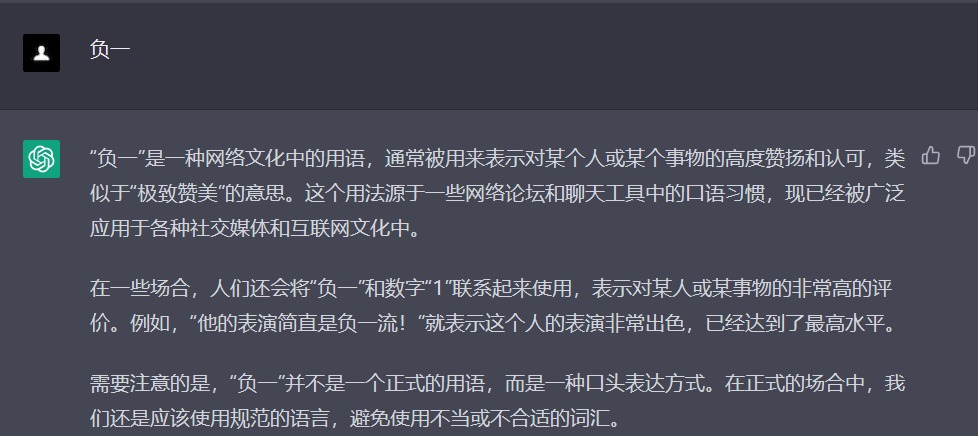 负一
“负一”是一种网络文化中的用语，通常被用来表示对某个人或某个事物的高度赞扬和认可，类
似于“极致赞美”的意思。这个用法源于一些网络论坛和聊天工具中的口语习惯，现已经被广泛
应用于各种社交媒体和互联网文化中。
在一些场合，人们还会将“负一”和数字“1”联系起来使用，表示对某人或某事物的非常高的评
价。例如，“他的表演简直是负一流！“就表示这个人的表演非常出色，已经达到了最高水平。
需要注意的是，“负一”并不是一个正式的用语，而是一种口头表达方式。在正式的场合中，我
们还是应该使用规范的语言，避免使用不当或不合适的词汇。